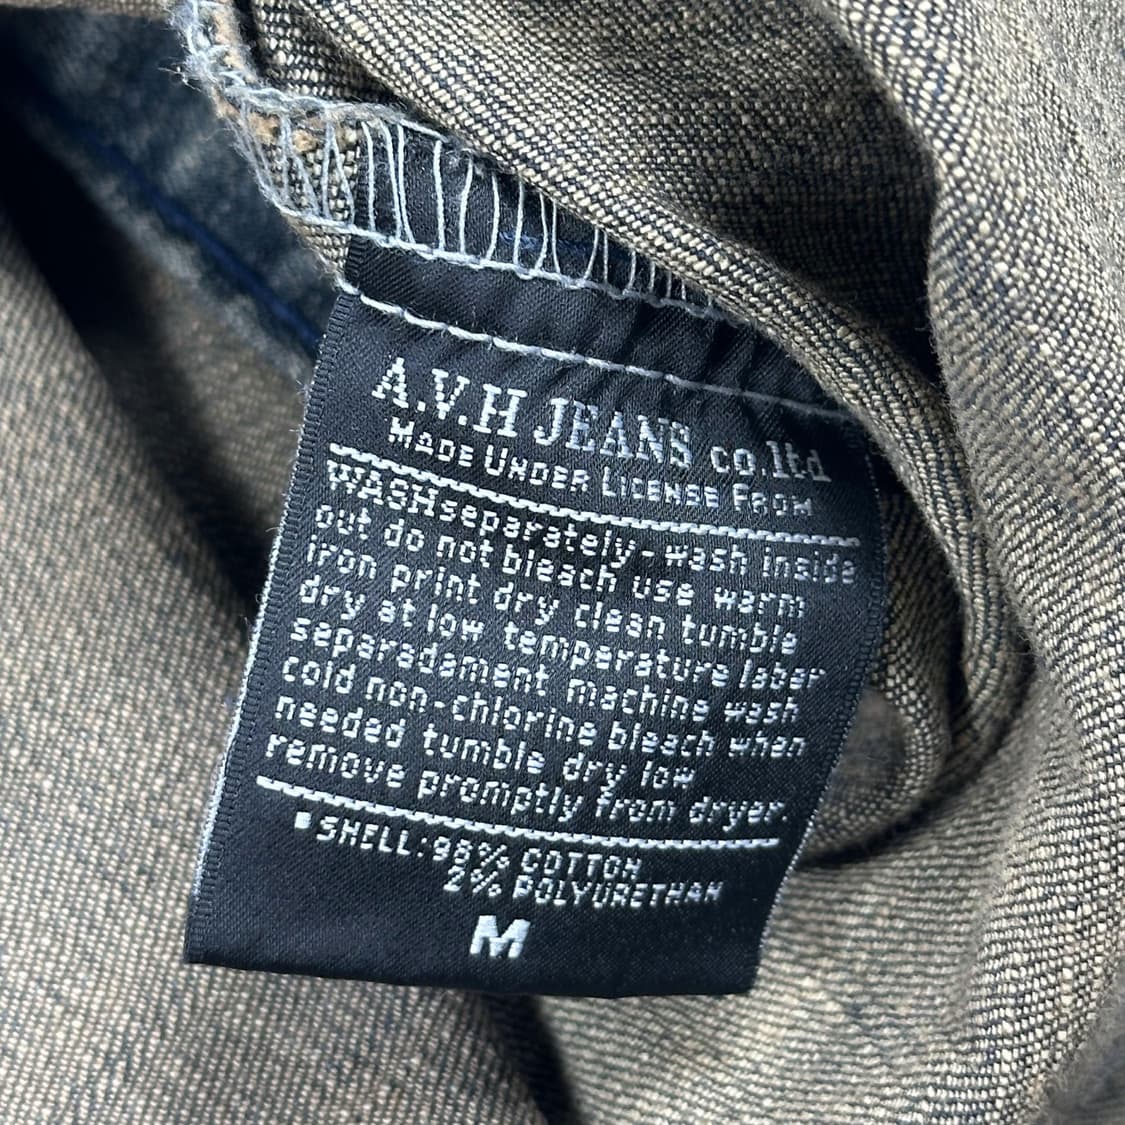 A.V.H JEANS co.ltd
MADE UNDER LICENSE FROM
WASHseparately-wash inside
out do not bleach use warm
iron print dry clean tumble
dry at low temperature laber
separadament machine wash
cold non-chlorine bleach when
needed tumble dry low
remove promptly from dryer.
▪SHELL:98% COTTON
2% POLYURETHAN
M